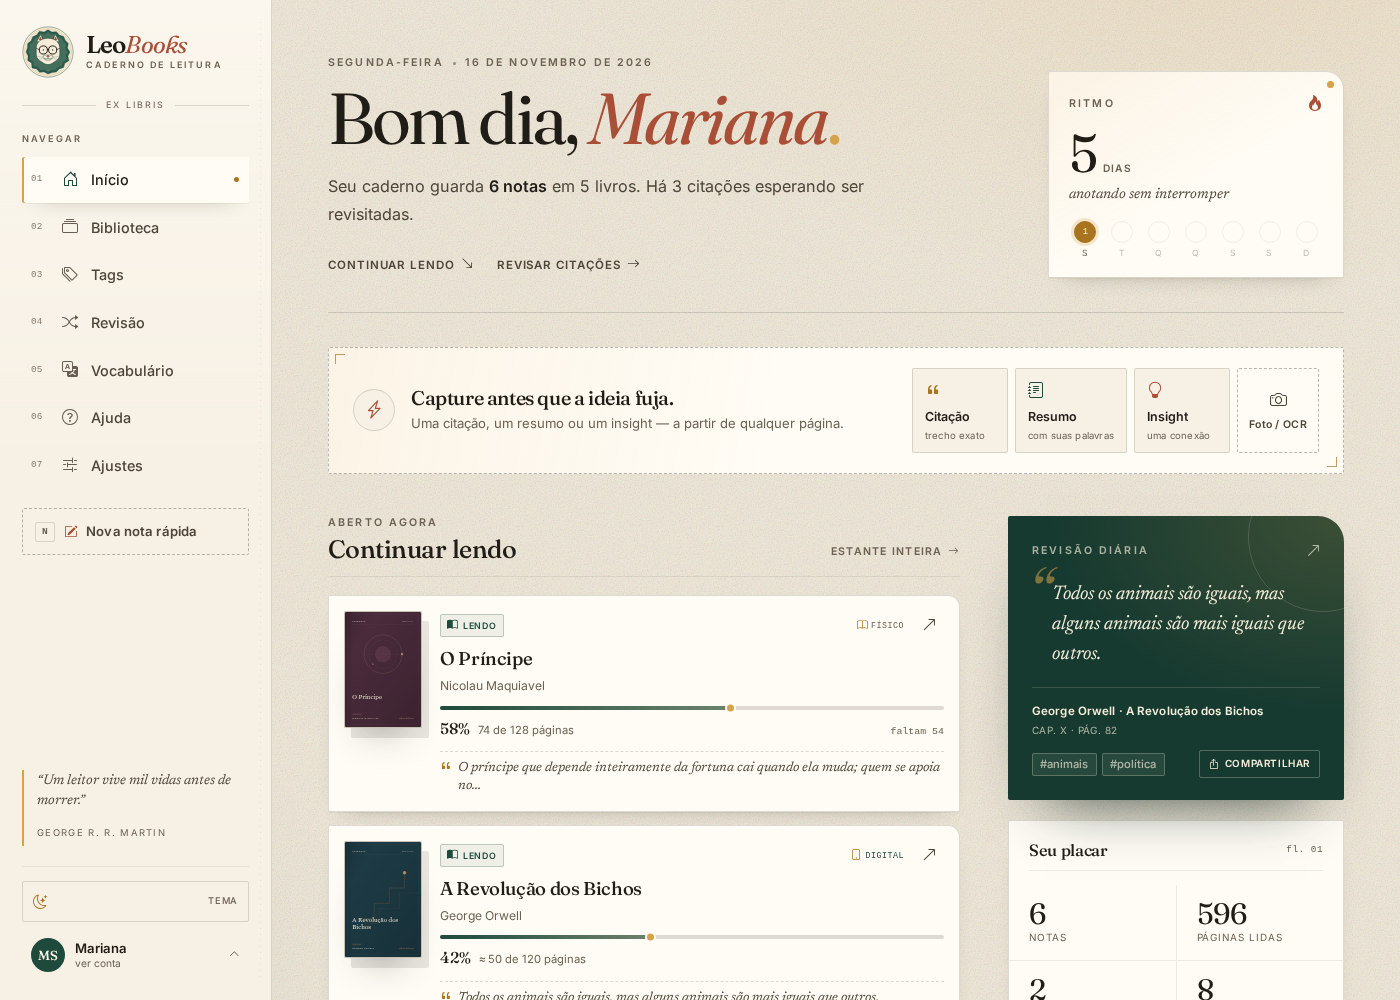 LeoBooks
CADERNO DE LEITURA
EX LIBRIS
NAVEGAR
01 Início
02 Biblioteca
03 Tags
04 Revisão
05 Vocabulário
06 Ajuda
07 Ajustes
N Nova nota rápida
“Um leitor vive mil vidas antes de
morrer.”
GEORGE R. R. MARTIN
TEMA
MS Mariana
ver conta
SEGUNDA-FEIRA • 16 DE NOVEMBRO DE 2026
Bom dia, Mariana.
Seu caderno guarda 6 notas em 5 livros. Há 3 citações esperando ser
revisitadas.
CONTINUAR LENDO ↘ REVISAR CITAÇÕES →
RITMO
5 DIAS
anotando sem interromper
1
S T Q Q S S D
Capture antes que a ideia fuja.
Uma citação, um resumo ou um insight — a partir de qualquer página.
“
Citação
trecho exato
Resumo
com suas palavras
Insight
uma conexão
Foto / OCR
ABERTO AGORA
Continuar lendo
ESTANTE INTEIRA →
O Príncipe
LENDO
FÍSICO
O Príncipe
Nicolau Maquiavel
58% 74 de 128 páginas
faltam 54
“ O príncipe que depende inteiramente da fortuna cai quando ela muda; quem se apoia
no...
A Revolução dos
Bichos
LENDO
DIGITAL
A Revolução dos Bichos
George Orwell
42% ≈ 50 de 120 páginas
“ Todos os animais são iguais, mas alguns animais são mais iguais que outros.
REVISÃO DIÁRIA
“
Todos os animais são iguais, mas
alguns animais são mais iguais que
outros.
George Orwell · A Revolução dos Bichos
CAP. X · PÁG. 82
#animais #política
COMPARTILHAR
Seu placar
fl. 01
6
NOTAS
596
PÁGINAS LIDAS
2
8